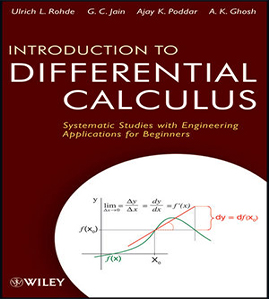 Ulrich L. Rohde G. C. Jain Ajay K. Poddar A. K. Ghosh
INTRODUCTION TO
DIFFERENTIAL
CALCULUS
Systematic Studies with Engineering
Applications for Beginners
y
lim Δx→0 Δy/Δx = dy/dx = f'(x)
dy = df(x₀)
f(x₀)
f(x)
x₀
x
WILEY